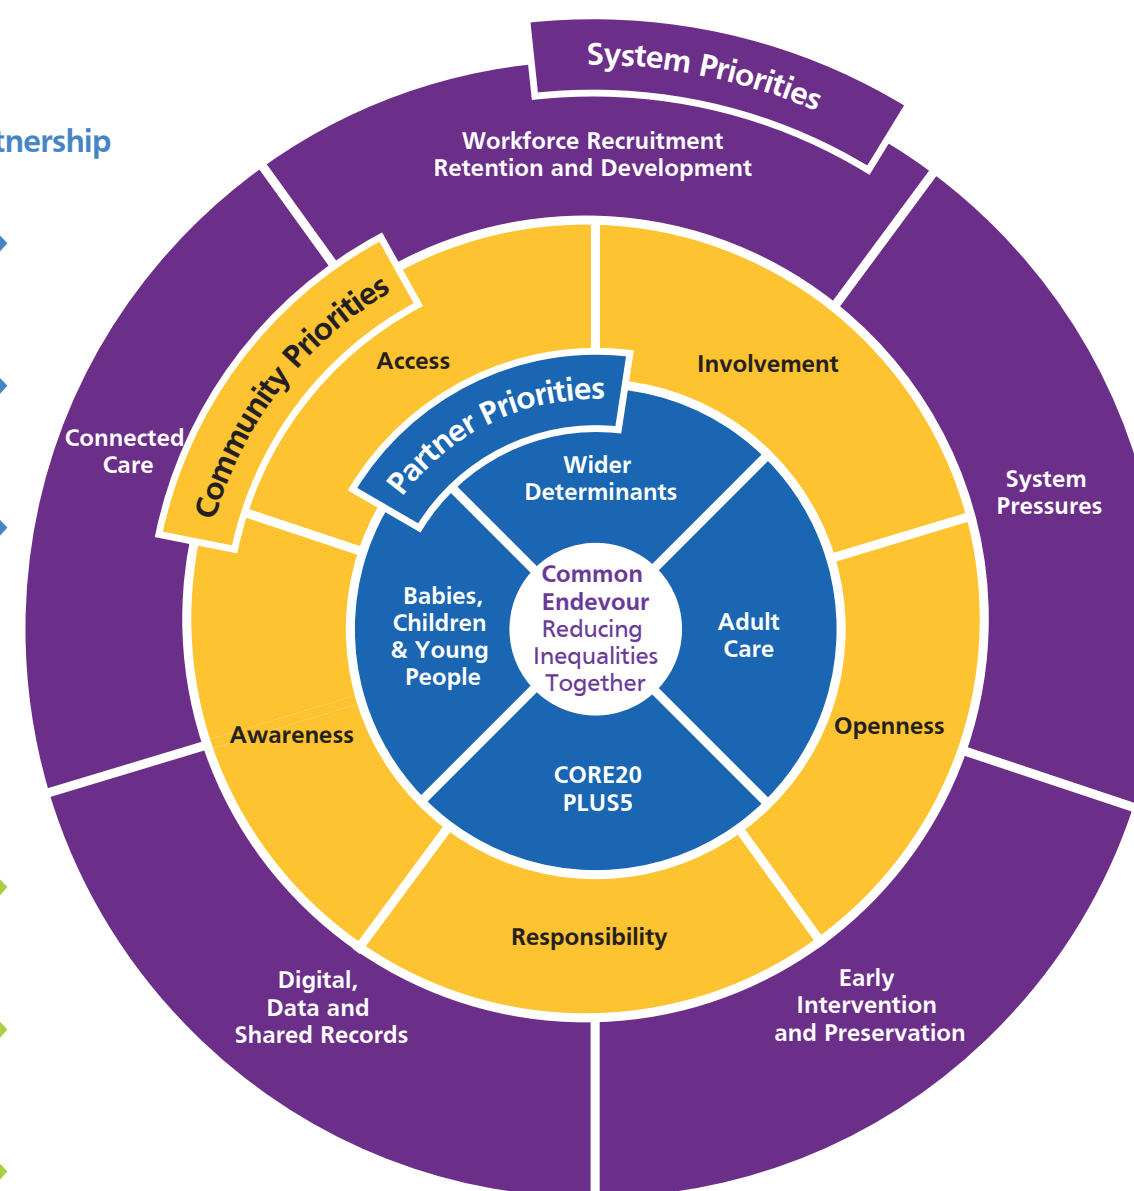 tnership
System Priorities
Workforce Recruitment
Retention and Development
Community Priorities
Access
Involvement
Partner Priorities
Connected
Care
Wider
Determinants
System
Pressures
Common
Endevour
Reducing
Inequalities
Together
Babies,
Children
& Young
People
Adult
Care
Awareness
Openness
CORE20
PLUS5
Responsibility
Digital,
Data and
Shared Records
Early
Intervention
and Preservation